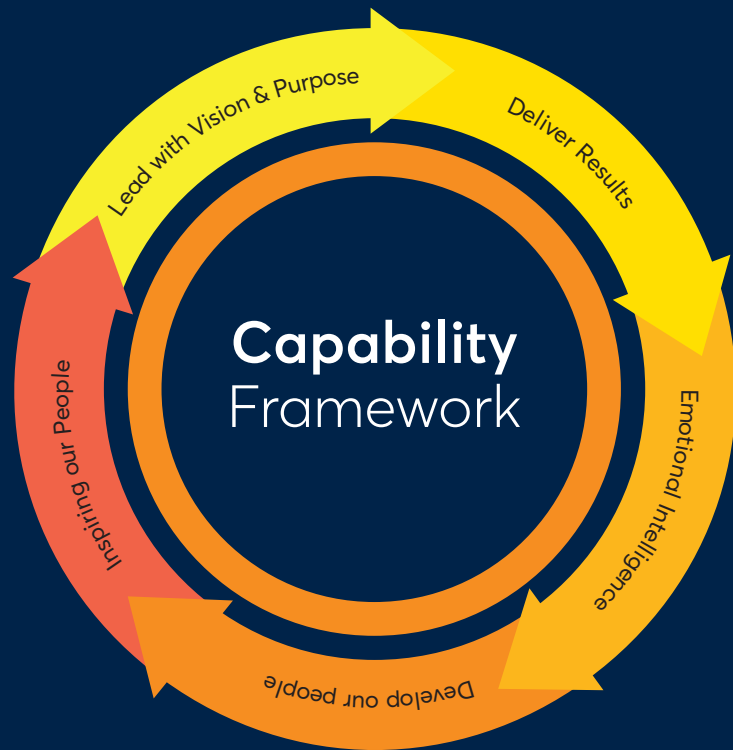 Lead with Vision & Purpose
Deliver Results
Emotional Intelligence
Develop our people
Inspiring our People
Capability
Framework